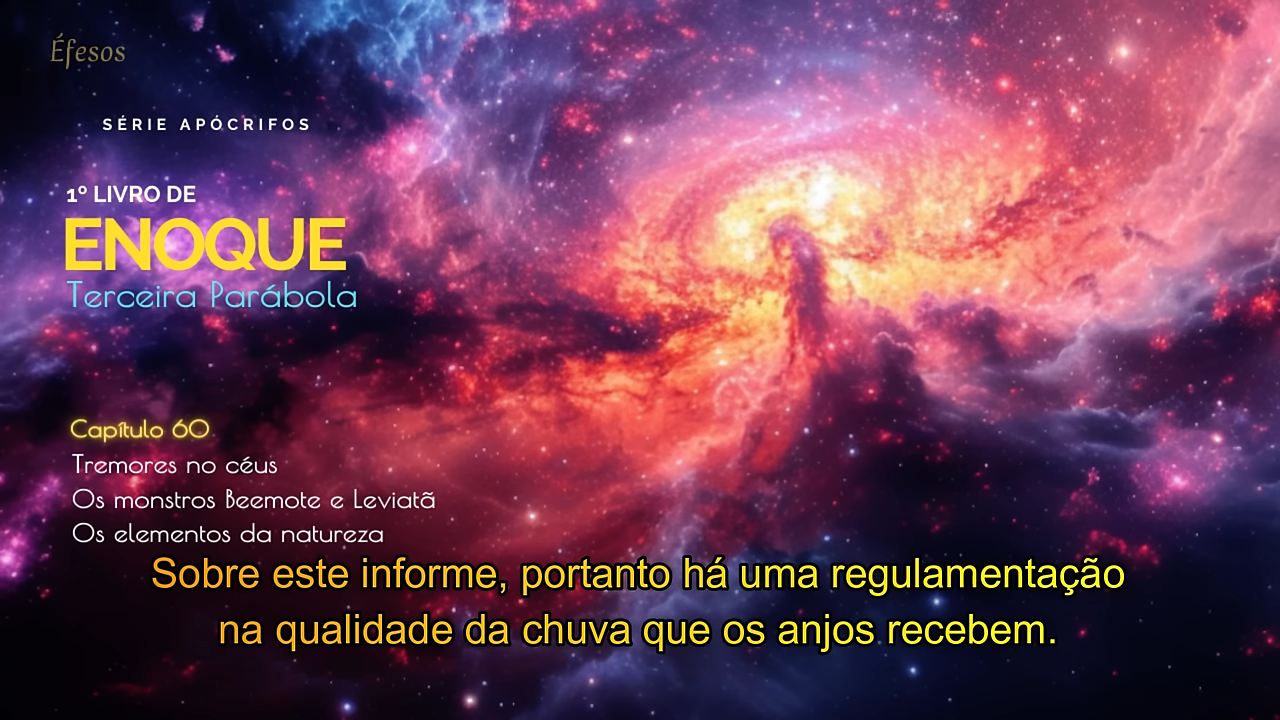 Éfesos
SÉRIE APÓCRIFOS
1º LIVRO DE
ENOQUE
Terceira Parábola
Capítulo 60
Tremores no céus
Os monstros Beemote e Leviatã
Os elementos da natureza
Sobre este informe, portanto há uma regulamentação
na qualidade da chuva que os anjos recebem.